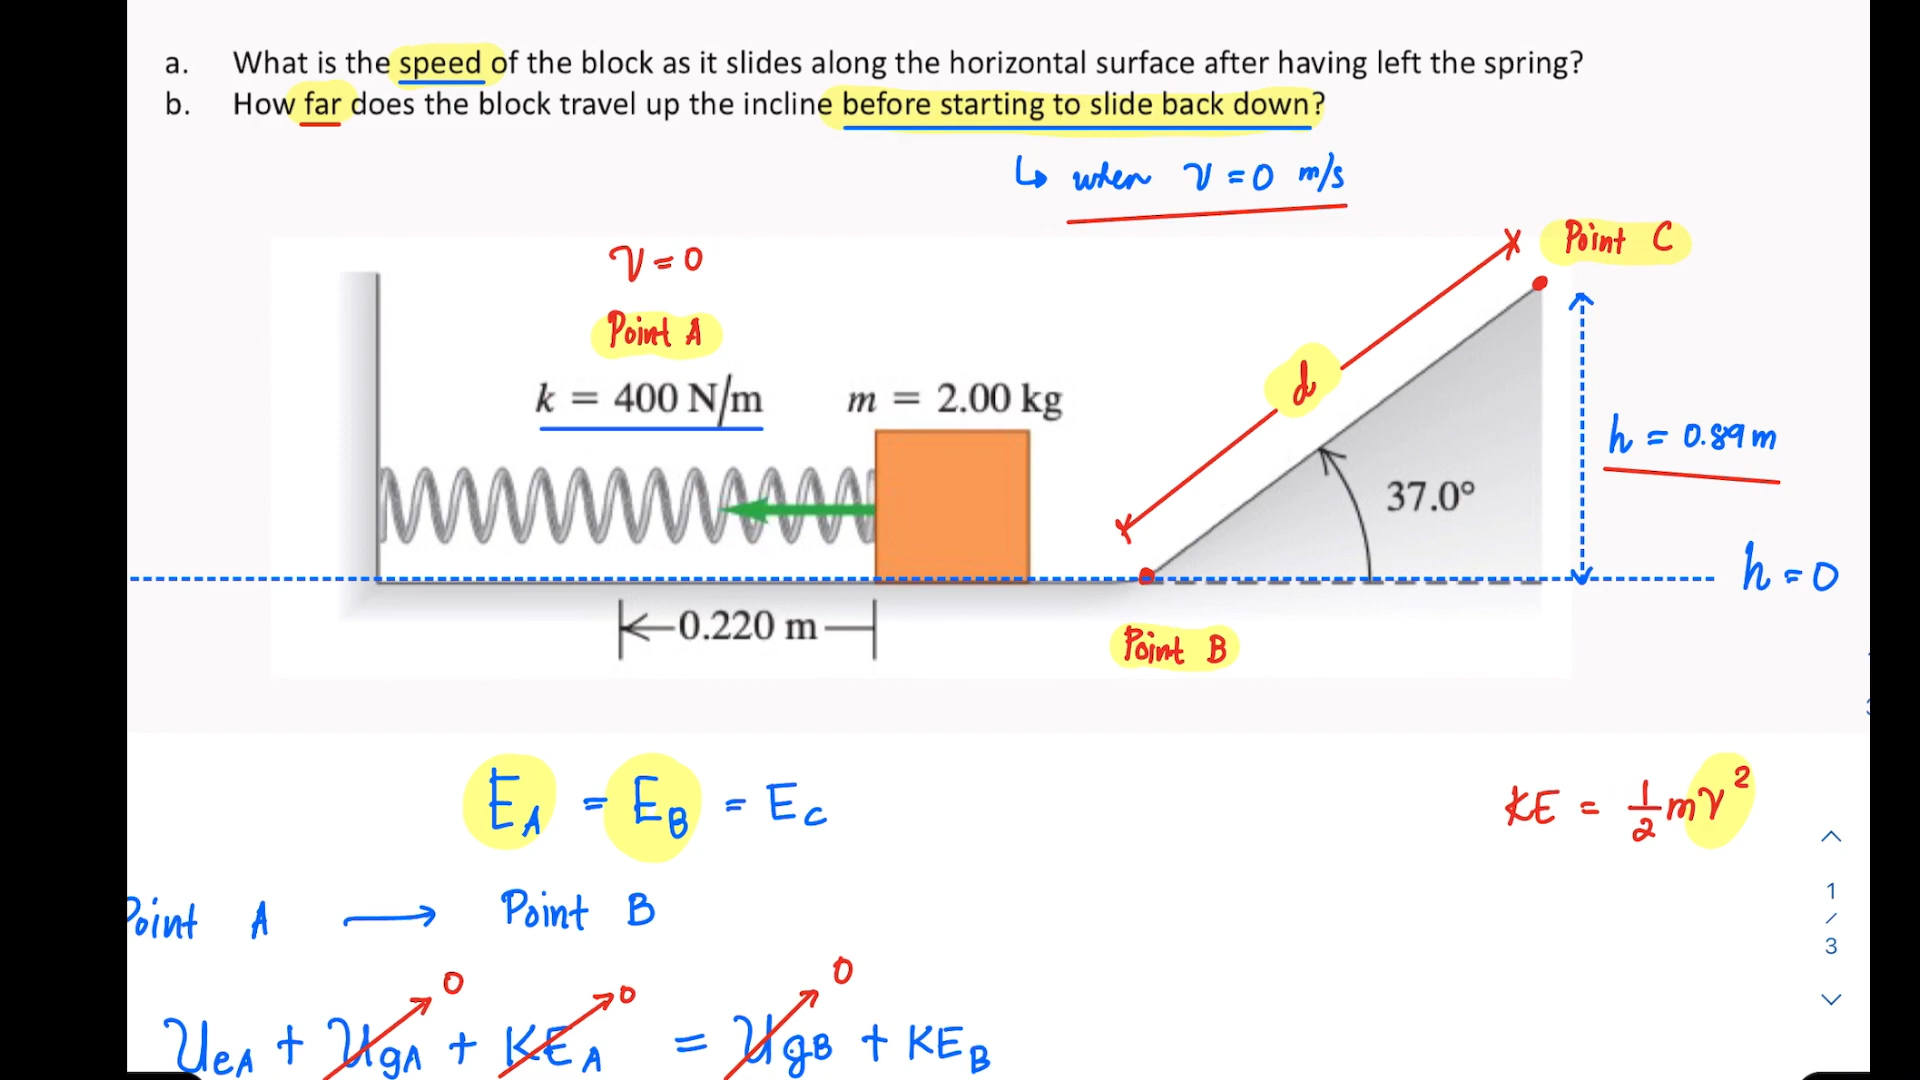 a. What is the speed of the block as it slides along the horizontal surface after having left the spring?
b. How far does the block travel up the incline before starting to slide back down?
↳ when v = 0 m/s
v = 0
Point C
Point A
d
k = 400 N/m
m = 2.00 kg
h = 0.89 m
37.0°
h = 0
0.220 m
Point B
E_A = E_B = E_C
KE = 1/2 mv²
Point A → Point B
1
/
3
0 0 0
U_eA + U_gA + KE_A = U_gB + KE_B